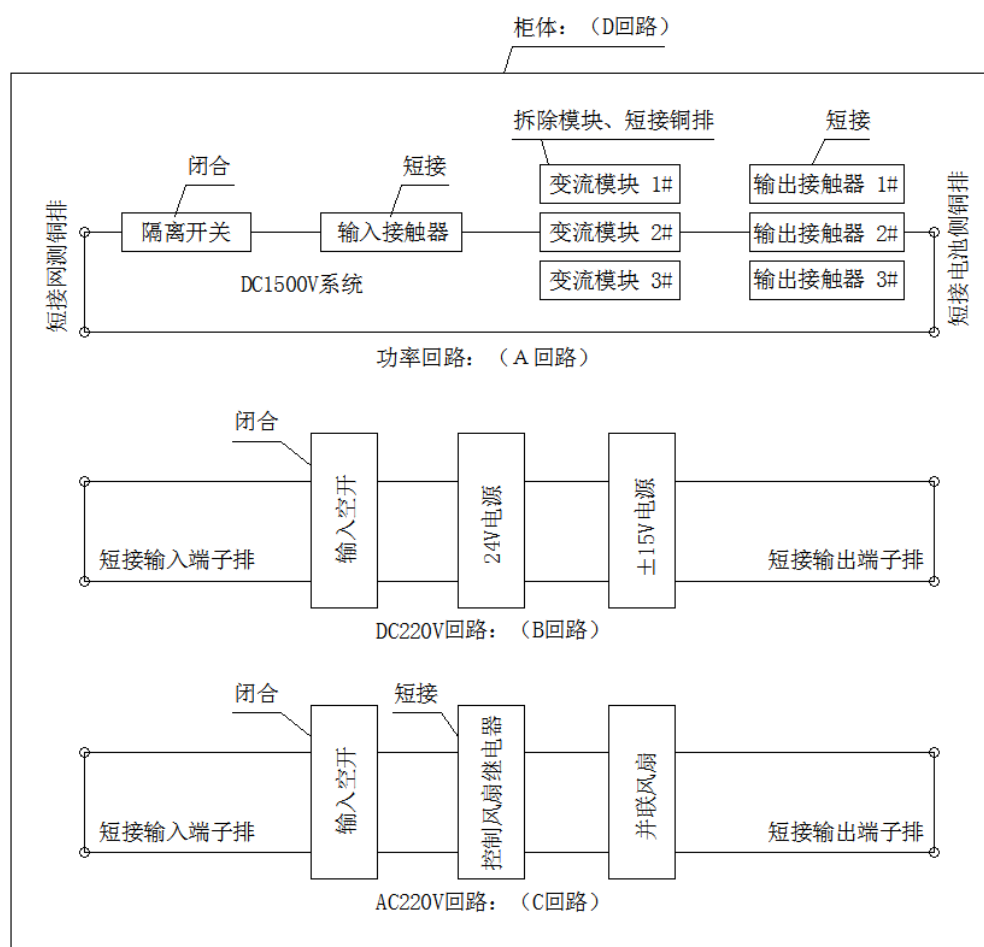 柜体：（D回路）
拆除模块、短接铜排
短接
闭合
短接
变流模块 1#
输出接触器 1#
短接网测铜排
隔离开关
输入接触器
变流模块 2#
输出接触器 2#
短接电池侧铜排
DC1500V系统
变流模块 3#
输出接触器 3#
功率回路：（A回路）
闭合
输入空开
24V电源
±15V电源
短接输入端子排
短接输出端子排
DC220V回路：（B回路）
闭合
短接
输入空开
控制风扇继电器
并联风扇
短接输入端子排
短接输出端子排
AC220V回路：（C回路）